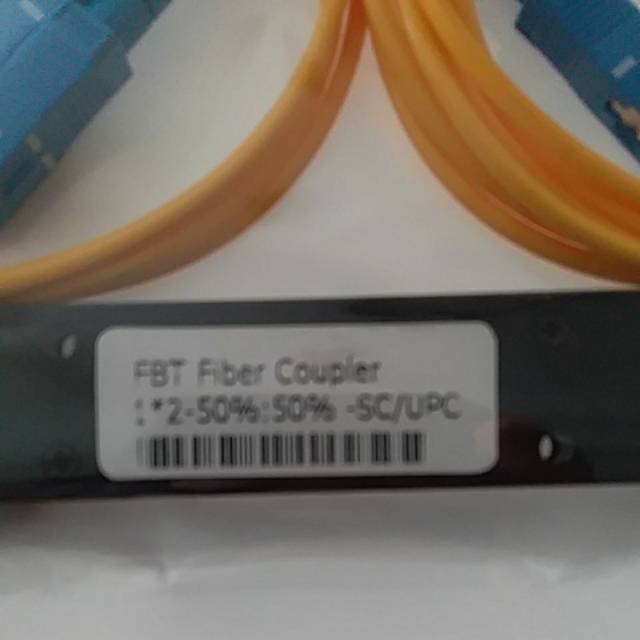 FBT Fiber Coupler
1*2-50%:50% -SC/UPC